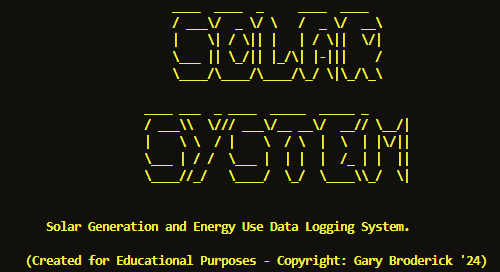 SOLAR
SYSTEM
Solar Generation and Energy Use Data Logging System.
(Created for Educational Purposes - Copyright: Gary Broderick '24)